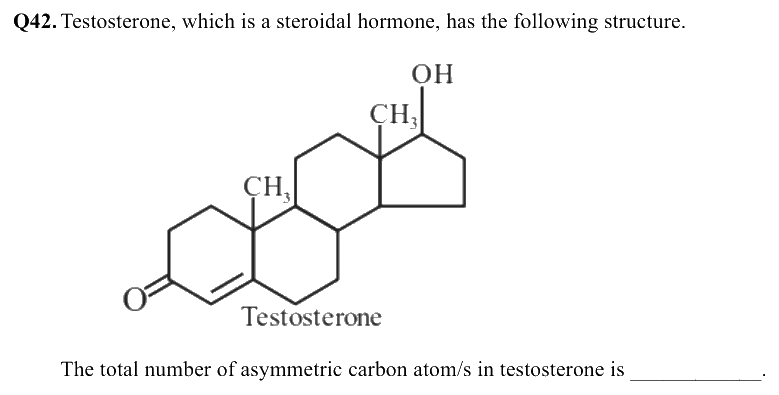 Q42. Testosterone, which is a steroidal hormone, has the following structure.
OH
CH₃
CH₃
O
Testosterone
The total number of asymmetric carbon atom/s in testosterone is ____________.